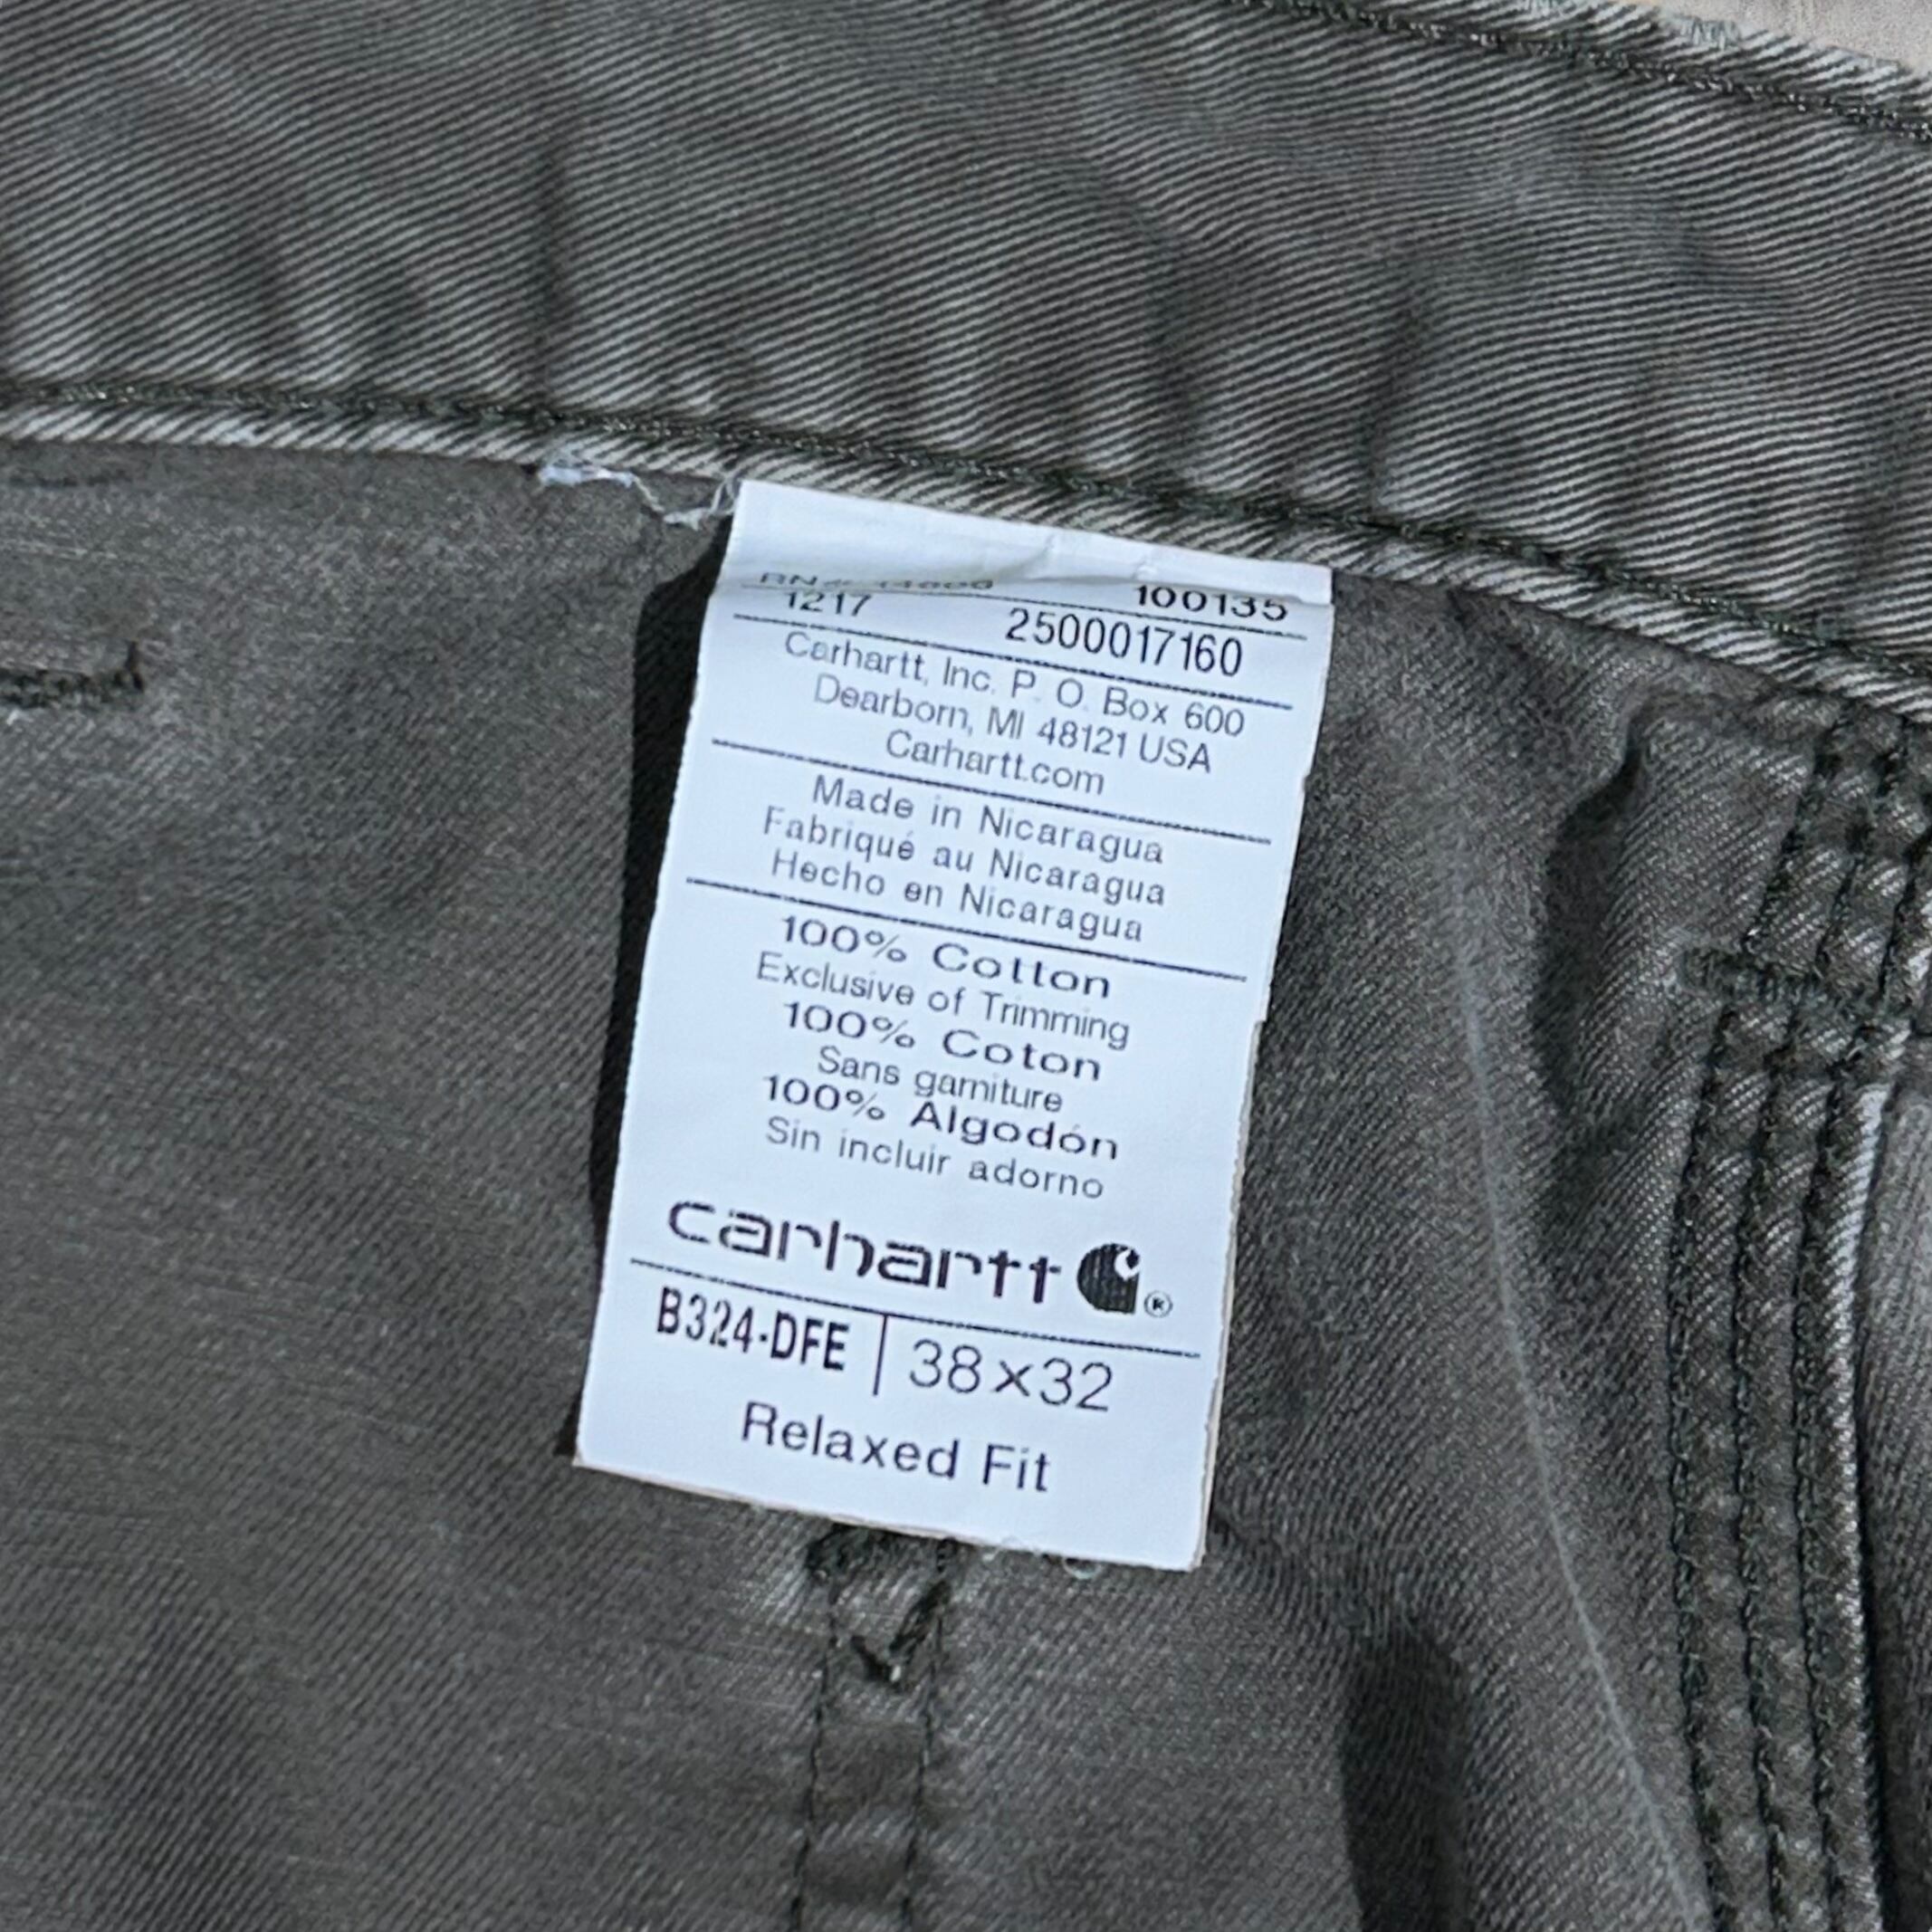 100135
1217 2500017160
Carhartt, Inc. P. O. Box 600
Dearborn, MI 48121 USA
Carhartt.com
Made in Nicaragua
Fabriqué au Nicaragua
Hecho en Nicaragua
100% Cotton
Exclusive of Trimming
100% Coton
Sans garniture
100% Algodón
Sin incluir adorno
carhartt ®
B324-DFE | 38x32
Relaxed Fit